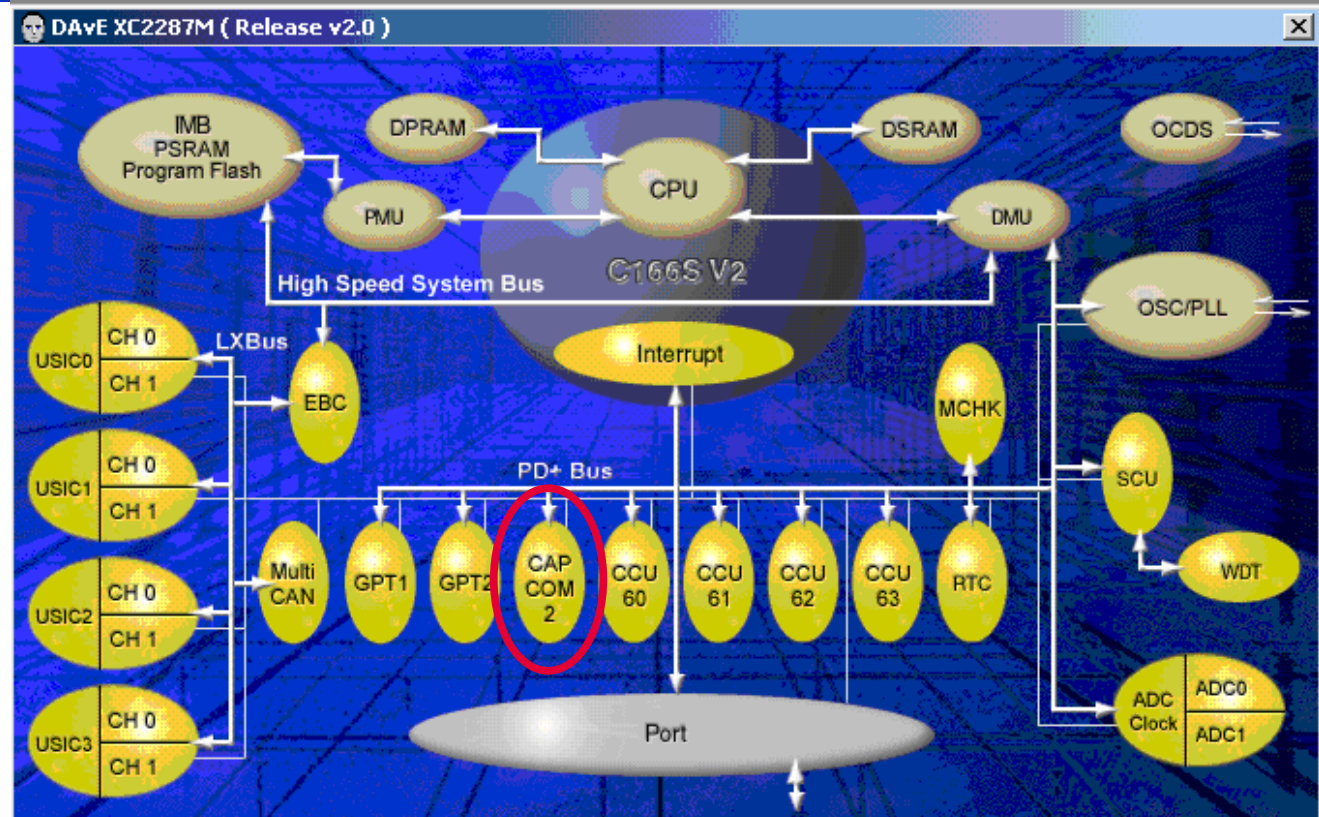 DAvE XC2287M ( Release v2.0 )
IMB
PSRAM
Program Flash
DPRAM
DSRAM
OCDS
CPU
PMU
DMU
C166S V2
High Speed System Bus
OSC/PLL
LXBus
USIC0
CH 0
CH 1
EBC
Interrupt
MCHK
PD+ Bus
SCU
USIC1
CH 0
CH 1
Multi
CAN
GPT1
GPT2
CAP
COM
2
CCU
60
CCU
61
CCU
62
CCU
63
RTC
WDT
USIC2
CH 0
CH 1
USIC3
CH 0
CH 1
Port
ADC
Clock
ADC0
ADC1